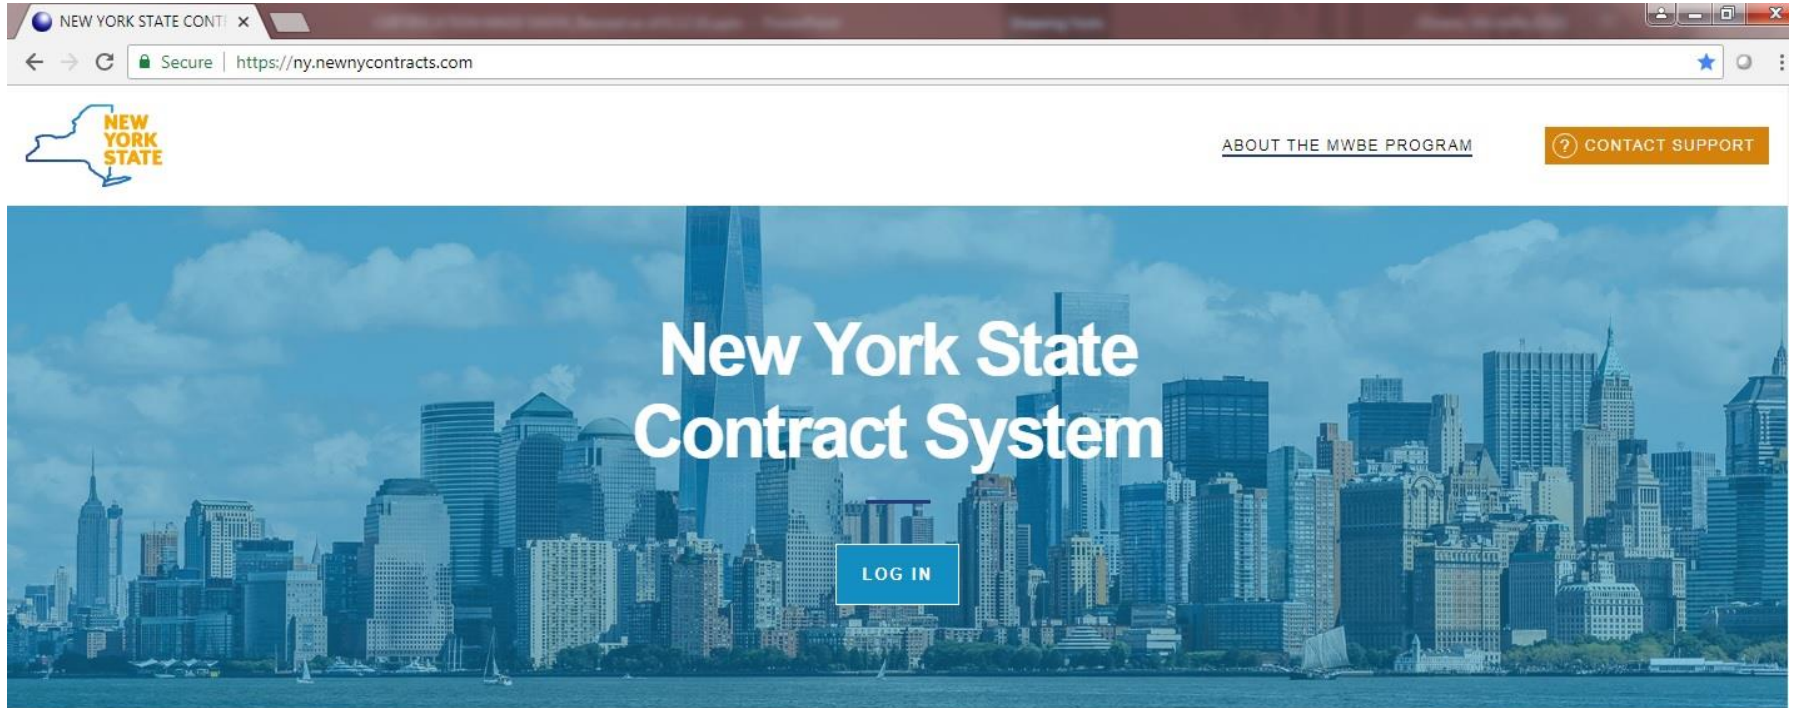 NEW YORK STATE CONT
Secure | https://ny.newnycontracts.com
NEW
YORK
STATE
ABOUT THE MWBE PROGRAM
? CONTACT SUPPORT
New York State
Contract System
LOG IN